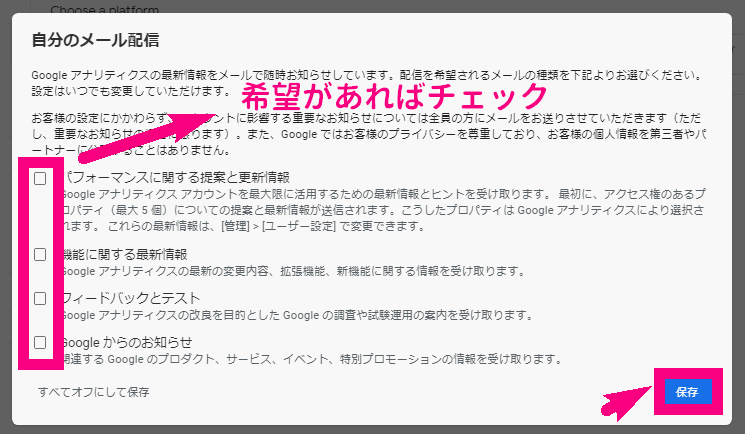 Choose a platform
自分のメール配信
Google アナリティクスの最新情報をメールで随時お知らせしています。配信を希望されるメールの種類を下記よりお選びください。
設定はいつでも変更していただけます。
希望があればチェック
お客様の設定にかかわらず、 ントに影響する重要なお知らせについては全員の方にメールをお送りさせていただきます（ただ
し、重要なお知らせの ります）。また、Google ではお客様のプライバシーを尊重しており、お客様の個人情報を第三者やパ
ートナーに ることはありません。
パフォーマンスに関する提案と更新情報
Google アナリティクス アカウントを最大限に活用するための最新情報とヒントを受け取ります。 最初に、アクセス権のあるプ
ロパティ（最大 5 個）についての提案と最新情報が送信されます。こうしたプロパティは Google アナリティクスにより選択さ
れます。 これらの最新情報は、[管理] > [ユーザー設定] で変更できます。
機能に関する最新情報
Google アナリティクスの最新の変更内容、拡張機能、新機能に関する情報を受け取ります。
フィードバックとテスト
Google アナリティクスの改良を目的とした Google の調査や試験運用の案内を受け取ります。
Google からのお知らせ
関連する Google のプロダクト、サービス、イベント、特別プロモーションの情報を受け取ります。
すべてオフにして保存
保存